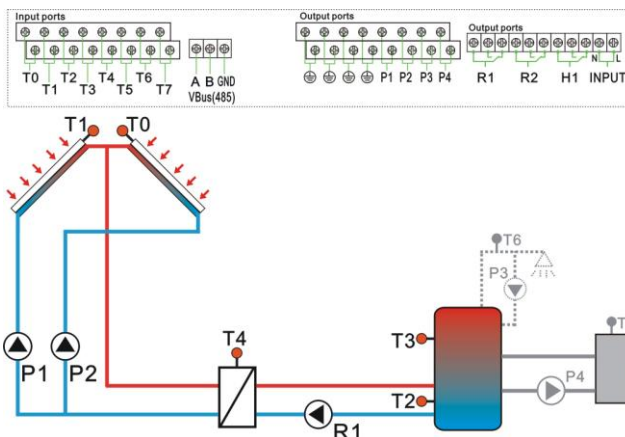 Input ports
T0 T2 T4 T6
T1 T3 T5 T7
A B GND
VBus(485)
Output ports
P1 P2 P3 P4
Output ports
L L L N L
R1 R2 H1 INPUT
T1 T0
T6
P3
T3
T
T4
P1 P2
P4
T2
R1